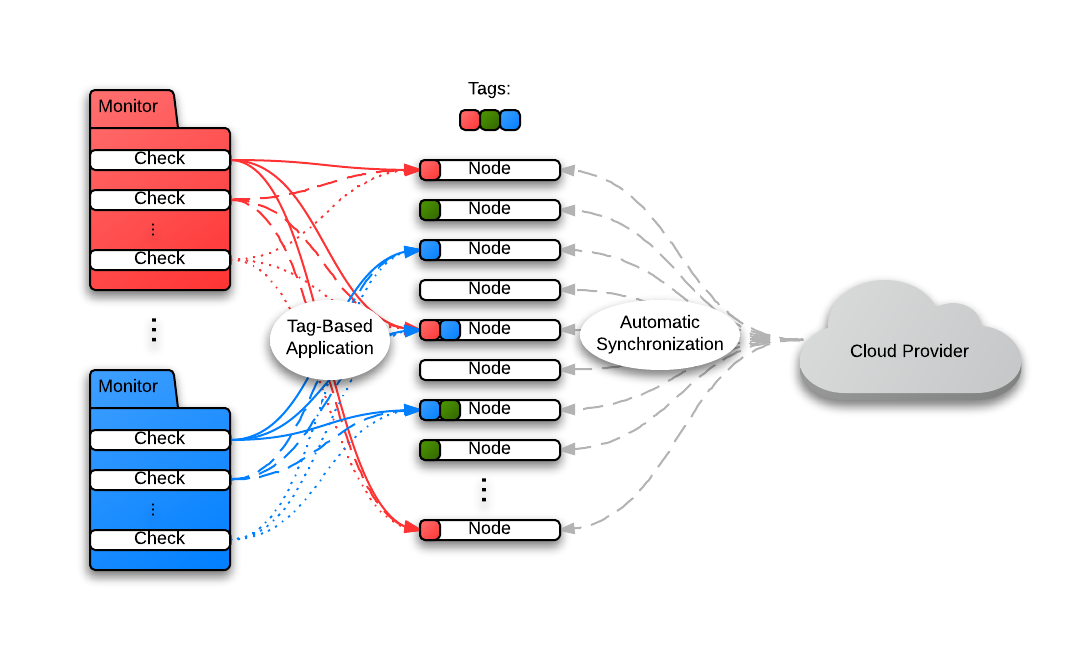 Tags:
Monitor
Check
Check
Check
Monitor
Check
Check
Check
Tag-Based
Application
Node
Node
Node
Node
Node
Node
Node
Node
Node
Automatic
Synchronization
Cloud Provider